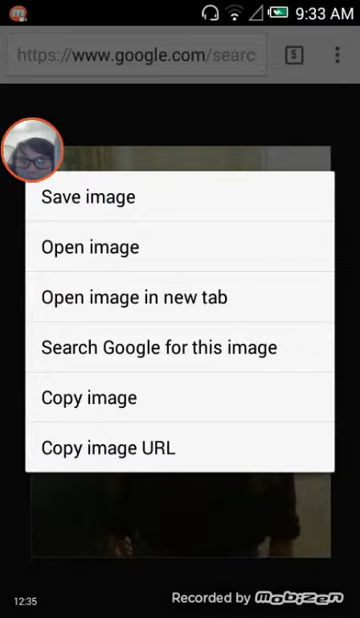 9:33 AM
https://www.google.com/searc
5
Save image
Open image
Open image in new tab
Search Google for this image
Copy image
Copy image URL
12:35
Recorded by mobizen